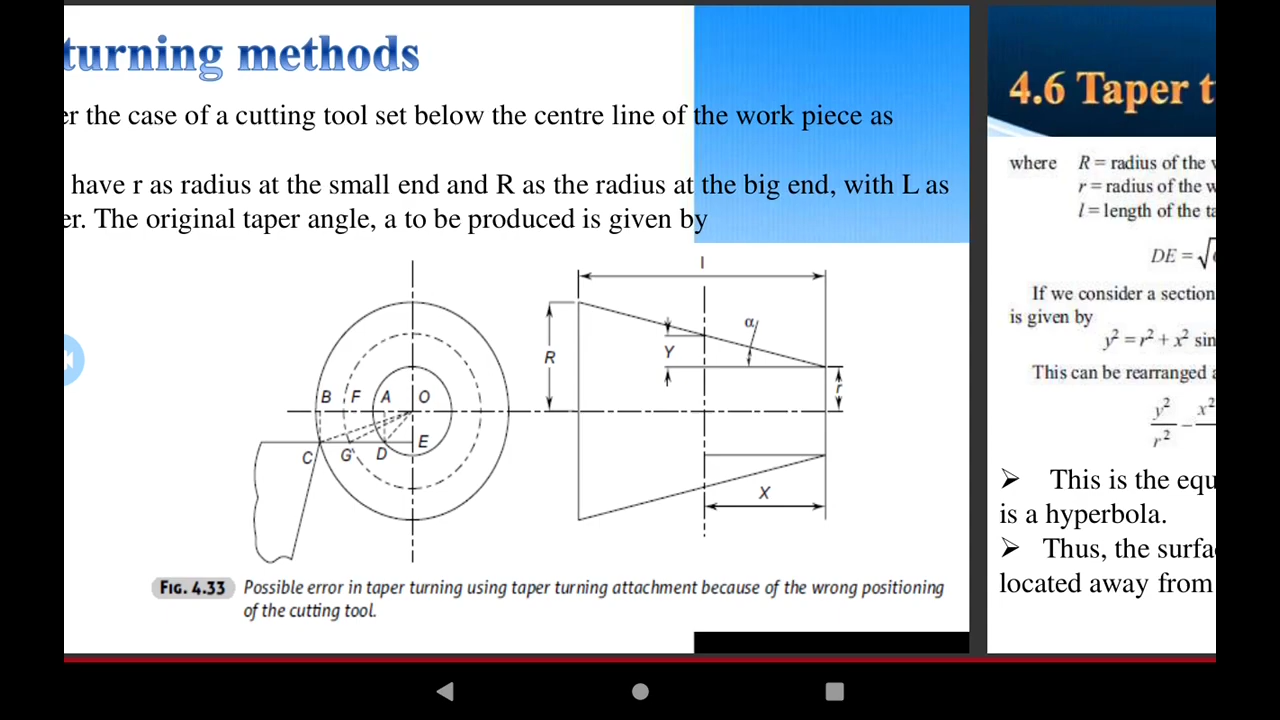 turning methods
er the case of a cutting tool set below the centre line of the work piece as
have r as radius at the small end and R as the radius at the big end, with L as
er. The original taper angle, a to be produced is given by
l
α
R
Y
r
B F A O
C G D E
X
FIG. 4.33 Possible error in taper turning using taper turning attachment because of the wrong positioning
of the cutting tool.
4.6 Taper t
where R = radius of the w
r = radius of the w
l = length of the ta
DE = √
If we consider a section
is given by
y² = r² + x² sin
This can be rearranged a
y²/r² − x²
➢ This is the equ
is a hyperbola.
➢ Thus, the surfa
located away from